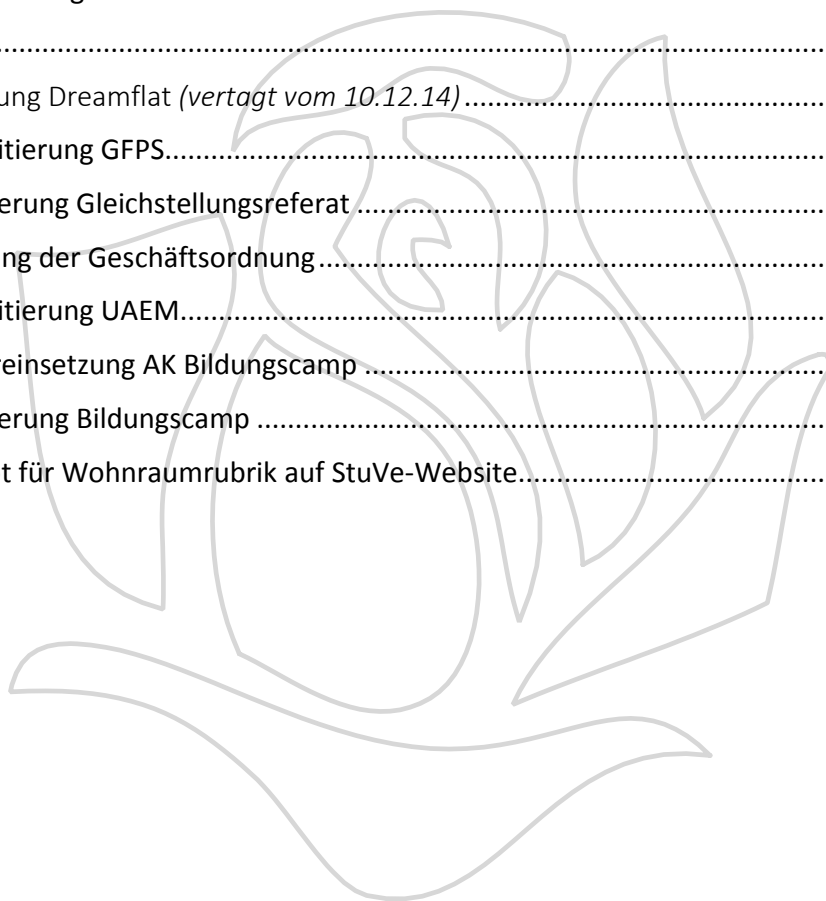 ..........
ung Dreamflat (vertagt vom 10.12.14)..........
itierung GFPS..........
erung Gleichstellungsreferat..........
ng der Geschäftsordnung..........
itierung UAEM..........
reinsetzung AK Bildungscamp..........
erung Bildungscamp..........
t für Wohnraumrubrik auf StuVe-Website..........